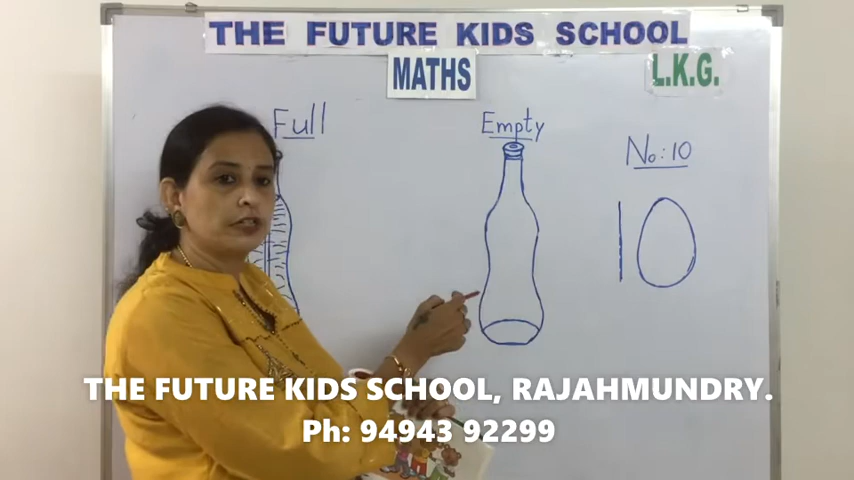 THE FUTURE KIDS SCHOOL
MATHS
L.K.G.
Full
Empty
No:10
10
THE FUTURE KIDS SCHOOL, RAJAHMUNDRY.
Ph: 94943 92299